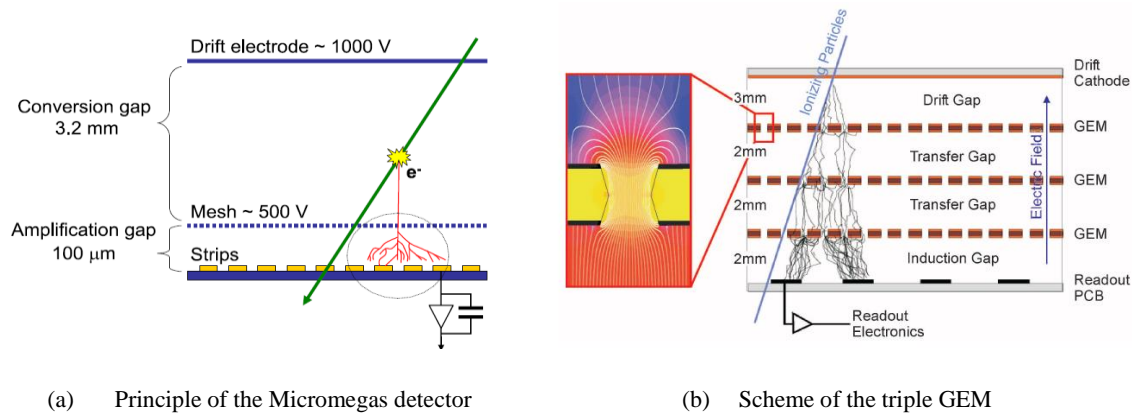 Drift electrode ~ 1000 V
Conversion gap
3.2 mm
e-
Mesh ~ 500 V
Amplification gap
100 μm
Strips
(a) Principle of the Micromegas detector
Ionizing Particles
Drift
Cathode
3mm
Drift Gap
GEM
2mm
Transfer Gap
Electric Field
GEM
2mm
Transfer Gap
GEM
2mm
Induction Gap
Readout
PCB
Readout
Electronics
(b) Scheme of the triple GEM